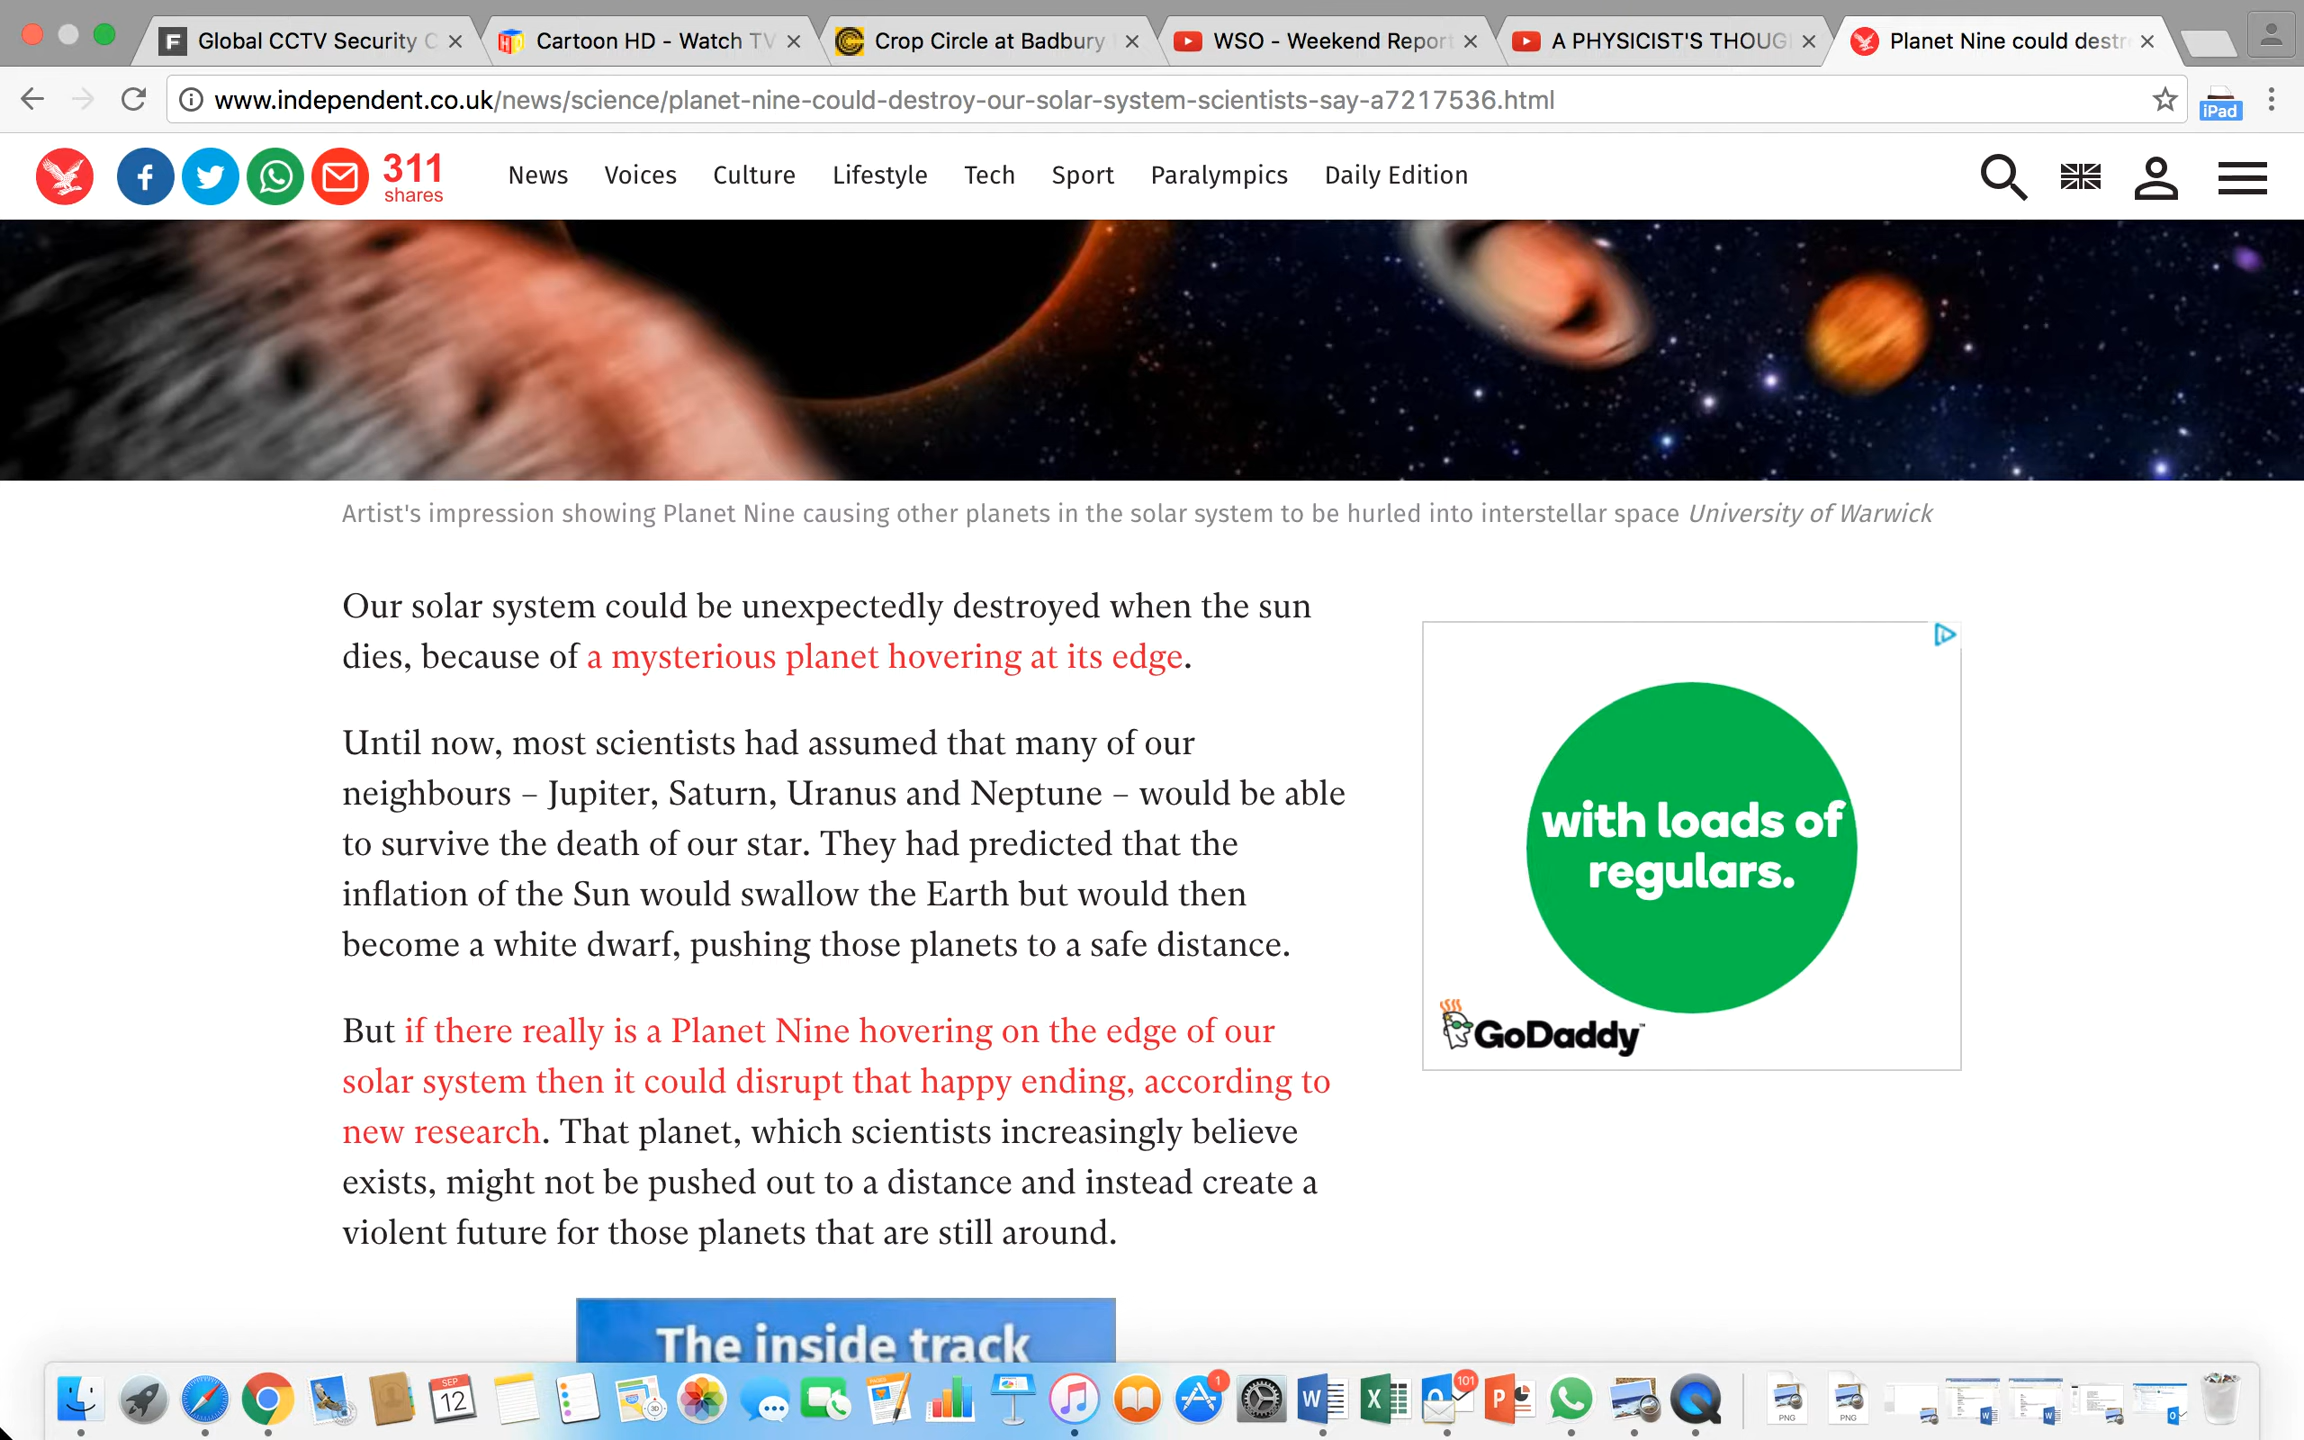 Global CCTV Security C
Cartoon HD - Watch TV
Crop Circle at Badbury
WSO - Weekend Report
A PHYSICIST'S THOUG
Planet Nine could destr
www.independent.co.uk/news/science/planet-nine-could-destroy-our-solar-system-scientists-say-a7217536.html
iPad
311
shares
News
Voices
Culture
Lifestyle
Tech
Sport
Paralympics
Daily Edition
Artist's impression showing Planet Nine causing other planets in the solar system to be hurled into interstellar space University of Warwick
Our solar system could be unexpectedly destroyed when the sun
dies, because of a mysterious planet hovering at its edge.
Until now, most scientists had assumed that many of our
neighbours – Jupiter, Saturn, Uranus and Neptune – would be able
to survive the death of our star. They had predicted that the
inflation of the Sun would swallow the Earth but would then
become a white dwarf, pushing those planets to a safe distance.
But if there really is a Planet Nine hovering on the edge of our
solar system then it could disrupt that happy ending, according to
new research. That planet, which scientists increasingly believe
exists, might not be pushed out to a distance and instead create a
violent future for those planets that are still around.
with loads of
regulars.
GoDaddy™
The inside track
SEP
12
1
101
PNG
PNG